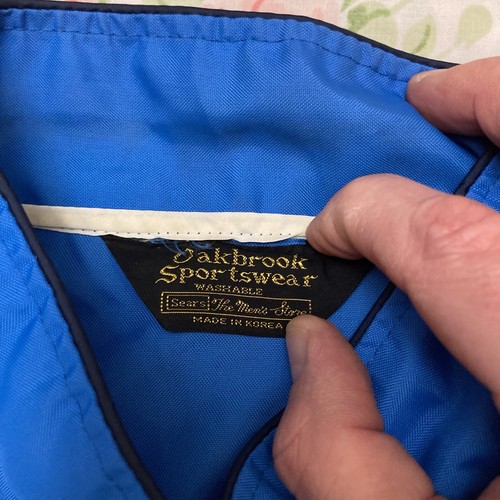 Oakbrook
Sportswear
WASHABLE
Sears The Men's Store
MADE IN KOREA